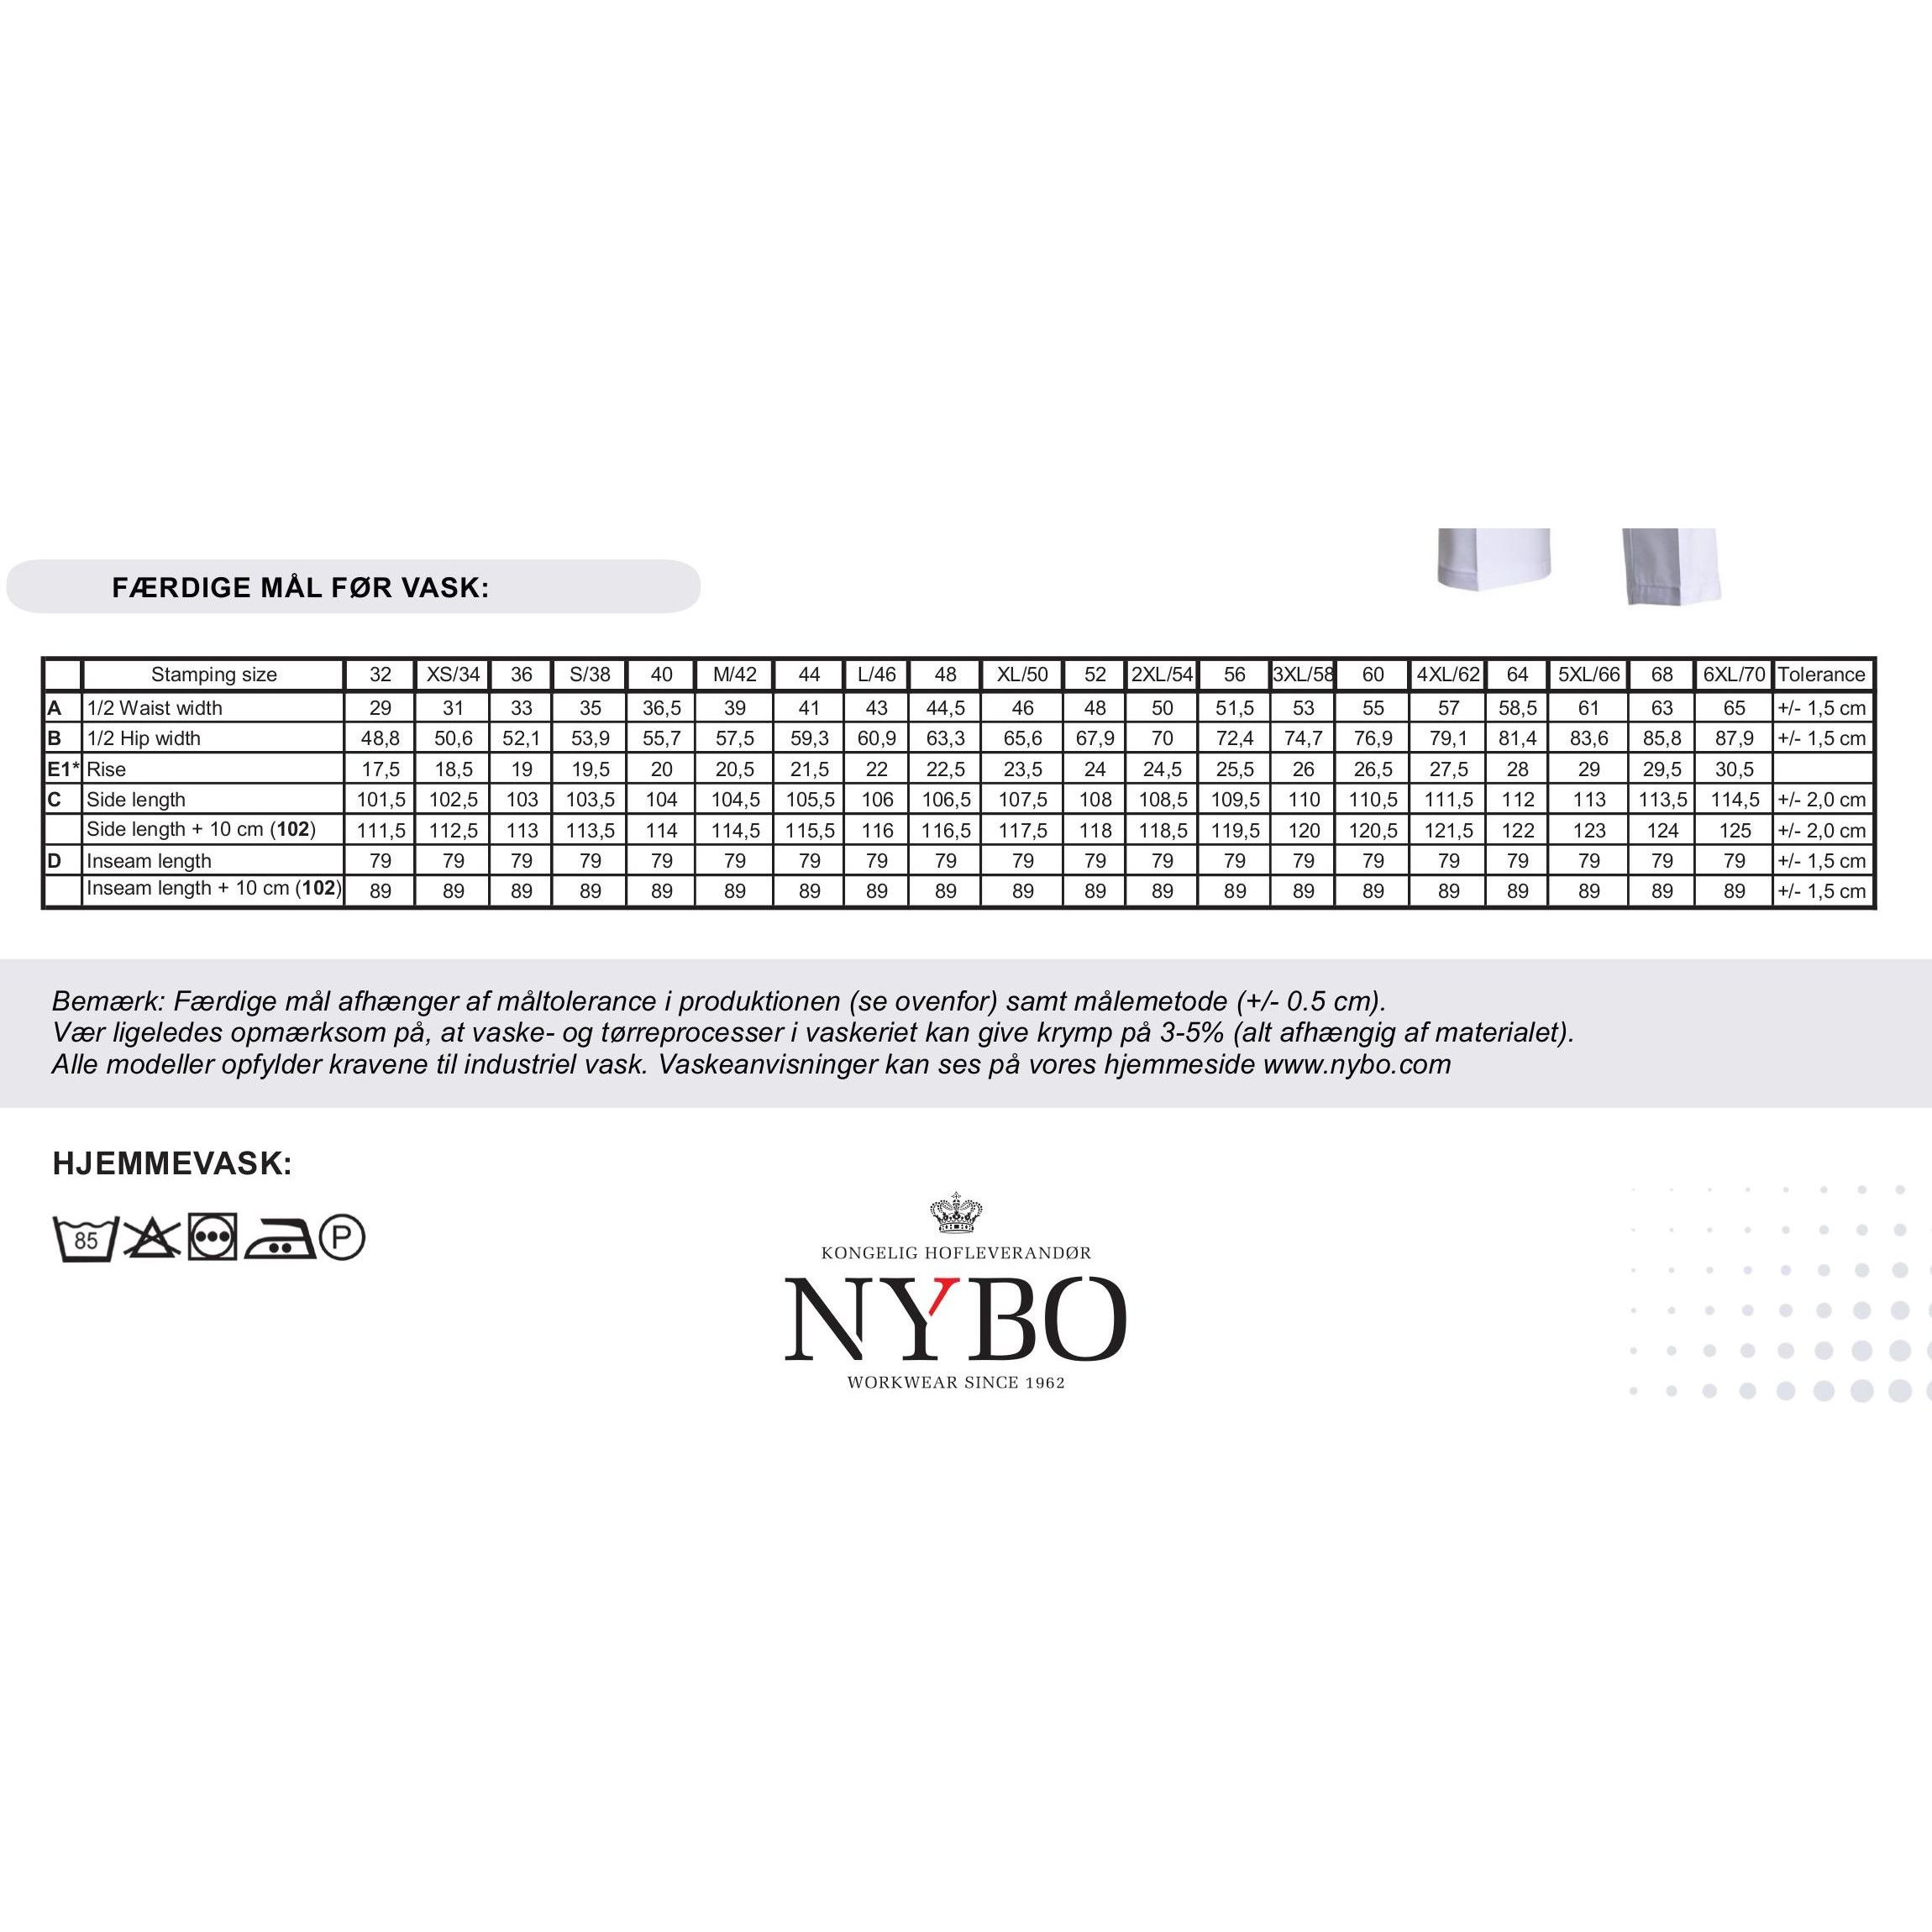 FÆRDIGE MÅL FØR VASK:
Stamping size 32 XS/34 36 S/38 40 M/42 44 L/46 48 XL/50 52 2XL/54 56 3XL/58 60 4XL/62 64 5XL/66 68 6XL/70 Tolerance
A 1/2 Waist width 29 31 33 35 36,5 39 41 43 44,5 46 48 50 51,5 53 55 57 58,5 61 63 65 +/- 1,5 cm
B 1/2 Hip width 48,8 50,6 52,1 53,9 55,7 57,5 59,3 60,9 63,3 65,6 67,9 70 72,4 74,7 76,9 79,1 81,4 83,6 85,8 87,9 +/- 1,5 cm
E1* Rise 17,5 18,5 19 19,5 20 20,5 21,5 22 22,5 23,5 24 24,5 25,5 26 26,5 27,5 28 29 29,5 30,5
C Side length 101,5 102,5 103 103,5 104 104,5 105,5 106 106,5 107,5 108 108,5 109,5 110 110,5 111,5 112 113 113,5 114,5 +/- 2,0 cm
Side length + 10 cm (102) 111,5 112,5 113 113,5 114 114,5 115,5 116 116,5 117,5 118 118,5 119,5 120 120,5 121,5 122 123 124 125 +/- 2,0 cm
D Inseam length 79 79 79 79 79 79 79 79 79 79 79 79 79 79 79 79 79 79 79 79 +/- 1,5 cm
Inseam length + 10 cm (102) 89 89 89 89 89 89 89 89 89 89 89 89 89 89 89 89 89 89 89 89 +/- 1,5 cm
Bemærk: Færdige mål afhænger af måltolerance i produktionen (se ovenfor) samt målemetode (+/- 0.5 cm).
Vær ligeledes opmærksom på, at vaske- og tørreprocesser i vaskeriet kan give krymp på 3-5% (alt afhængig af materialet).
Alle modeller opfylder kravene til industriel vask. Vaskeanvisninger kan ses på vores hjemmeside www.nybo.com
HJEMMEVASK:
85 P
KONGELIG HOFLEVERANDØR
NYBO
WORKWEAR SINCE 1962